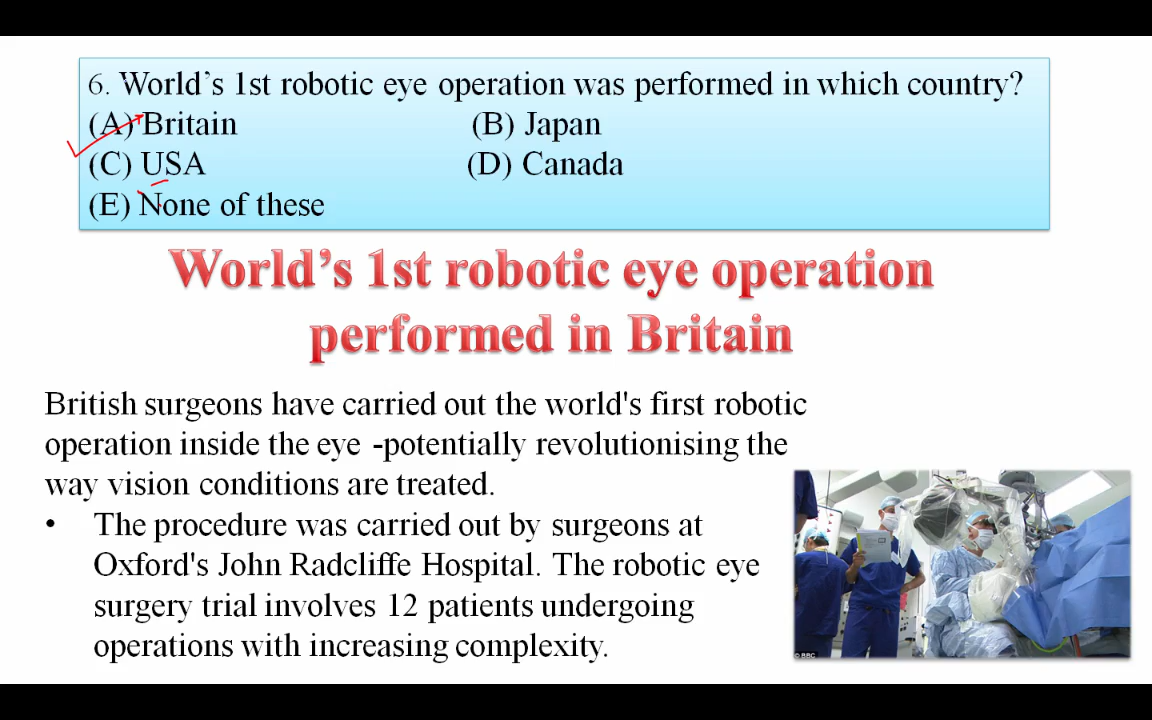 6. World’s 1st robotic eye operation was performed in which country?
(A) Britain (B) Japan
(C) USA (D) Canada
(E) None of these
World’s 1st robotic eye operation
performed in Britain
British surgeons have carried out the world's first robotic
operation inside the eye -potentially revolutionising the
way vision conditions are treated.
• The procedure was carried out by surgeons at
Oxford's John Radcliffe Hospital. The robotic eye
surgery trial involves 12 patients undergoing
operations with increasing complexity.
© BBC